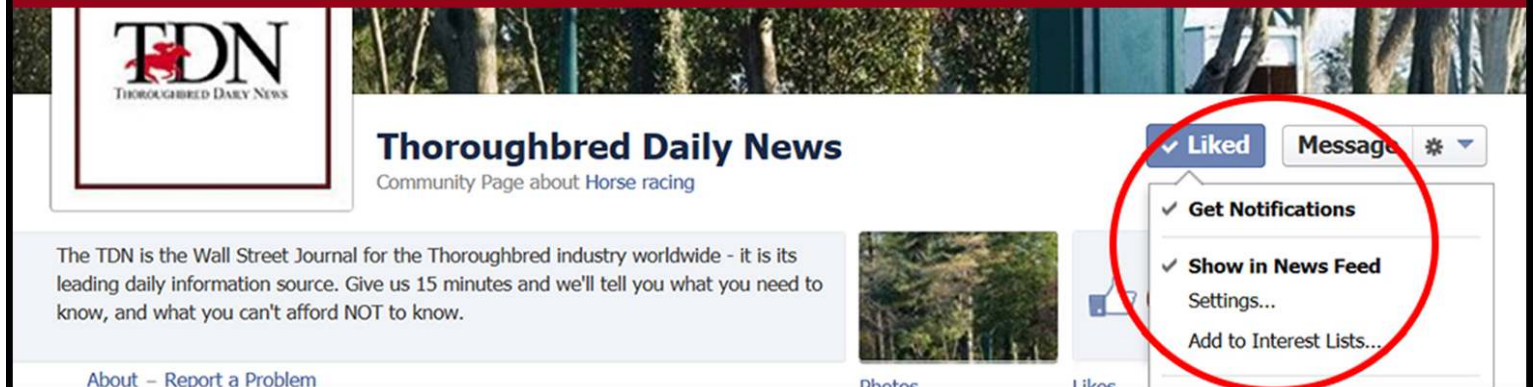 TDN
THOROUGHBRED DAILY NEWS
Thoroughbred Daily News
Community Page about Horse racing
Liked
Message
Get Notifications
Show in News Feed
Settings...
Add to Interest Lists...
The TDN is the Wall Street Journal for the Thoroughbred industry worldwide - it is its
leading daily information source. Give us 15 minutes and we'll tell you what you need to
know, and what you can't afford NOT to know.
About – Report a Problem
Photos
Likes